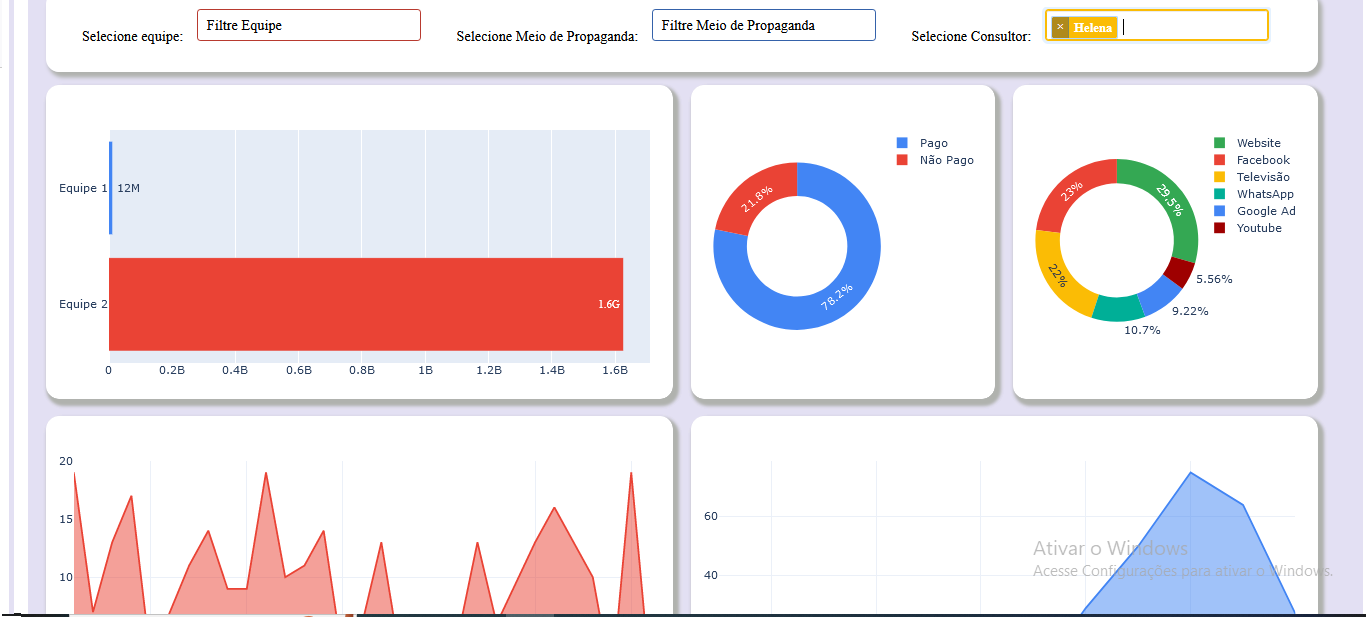 Selecione equipe: Filtre Equipe Selecione Meio de Propaganda: Filtre Meio de Propaganda Selecione Consultor: × Helena
Equipe 1 12M
Equipe 2 1.6G
0 0.2B 0.4B 0.6B 0.8B 1B 1.2B 1.4B 1.6B
Pago
Não Pago
21.8%
78.2%
Website
Facebook
Televisão
WhatsApp
Google Ad
Youtube
23%
29.5%
22%
5.56%
9.22%
10.7%
20
15
10
60
40
Ativar o Windows
Acesse Configurações para ativar o Windows.